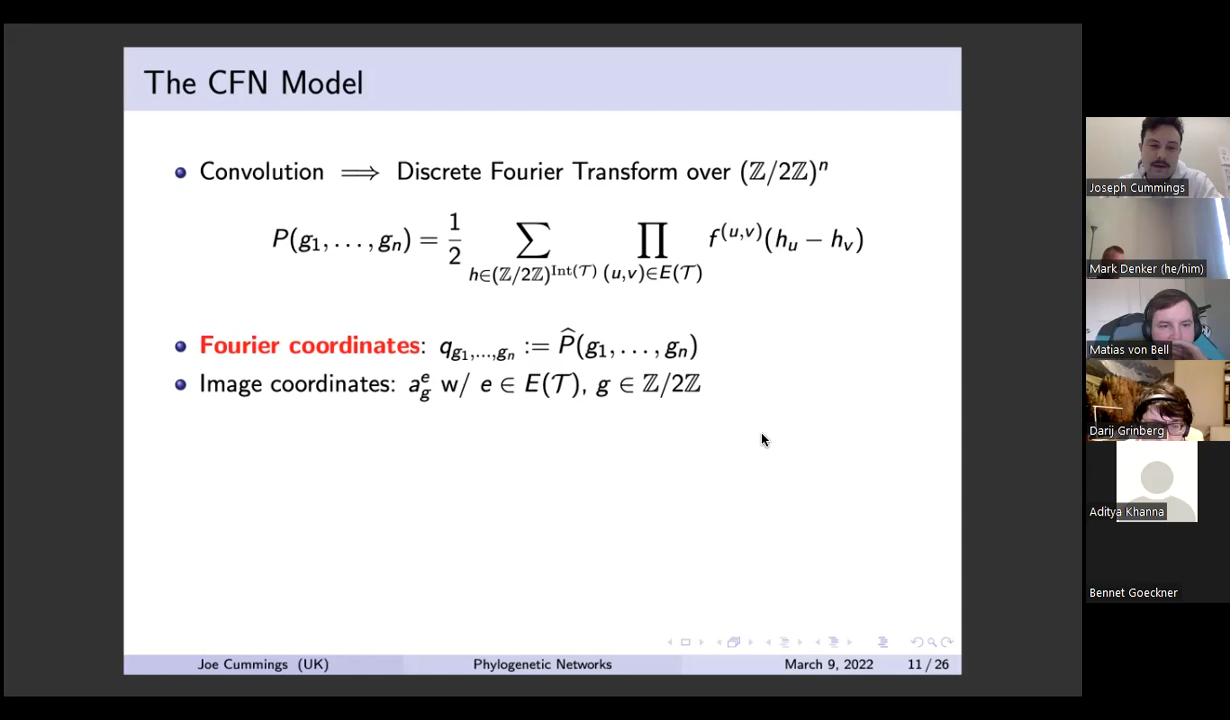 The CFN Model
Convolution ⟹ Discrete Fourier Transform over (ℤ/2ℤ)ⁿ
P(g₁, …, gₙ) = 1/2 ∑_{h∈(ℤ/2ℤ)^{Int(𝒯)}} ∏_{(u,v)∈E(𝒯)} f^{(u,v)}(h_u − h_v)
Fourier coordinates: q_{g₁,…,gₙ} := P̂(g₁, …, gₙ)
Image coordinates: a^e_g w/ e ∈ E(𝒯), g ∈ ℤ/2ℤ
Joe Cummings (UK) Phylogenetic Networks March 9, 2022 11 / 26
Joseph Cummings
Mark Denker (he/him)
Matias von Bell
Darij Grinberg
Aditya Khanna
Bennet Goeckner